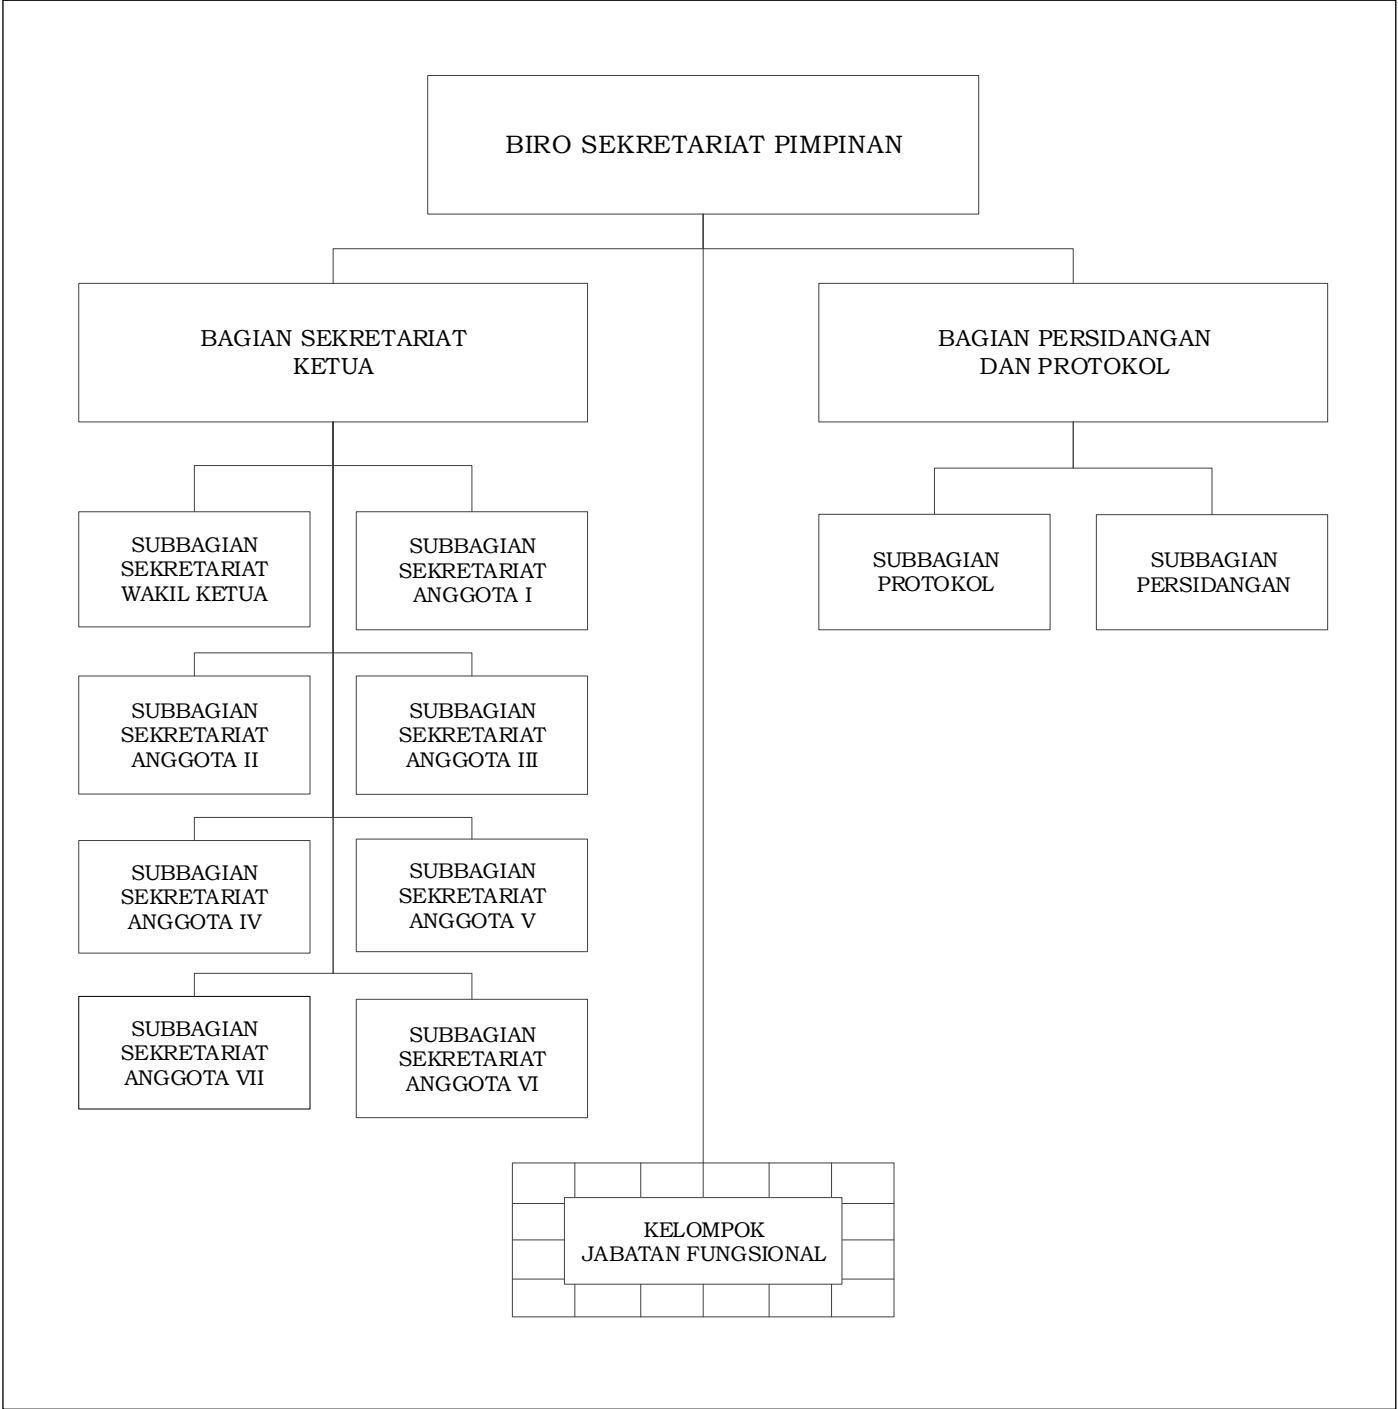 BIRO SEKRETARIAT PIMPINAN
BAGIAN SEKRETARIAT
KETUA
BAGIAN PERSIDANGAN
DAN PROTOKOL
SUBBAGIAN
SEKRETARIAT
WAKIL KETUA
SUBBAGIAN
SEKRETARIAT
ANGGOTA I
SUBBAGIAN
PROTOKOL
SUBBAGIAN
PERSIDANGAN
SUBBAGIAN
SEKRETARIAT
ANGGOTA II
SUBBAGIAN
SEKRETARIAT
ANGGOTA III
SUBBAGIAN
SEKRETARIAT
ANGGOTA IV
SUBBAGIAN
SEKRETARIAT
ANGGOTA V
SUBBAGIAN
SEKRETARIAT
ANGGOTA VII
SUBBAGIAN
SEKRETARIAT
ANGGOTA VI
KELOMPOK
JABATAN FUNGSIONAL